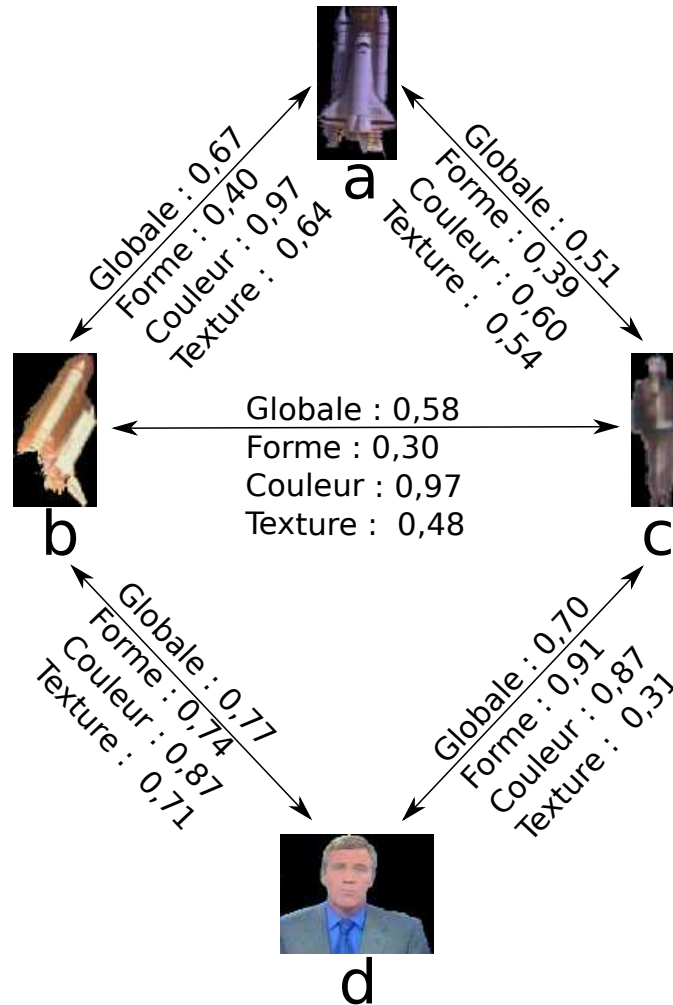 a
Globale : 0,67
Forme : 0,40
Couleur : 0,97
Texture : 0,64
Globale : 0,51
Forme : 0,39
Couleur : 0,60
Texture : 0,54
Globale : 0,58
Forme : 0,30
Couleur : 0,97
Texture : 0,48
b
c
Globale : 0,77
Forme : 0,74
Couleur : 0,87
Texture : 0,71
Globale : 0,70
Forme : 0,91
Couleur : 0,87
Texture : 0,31
d